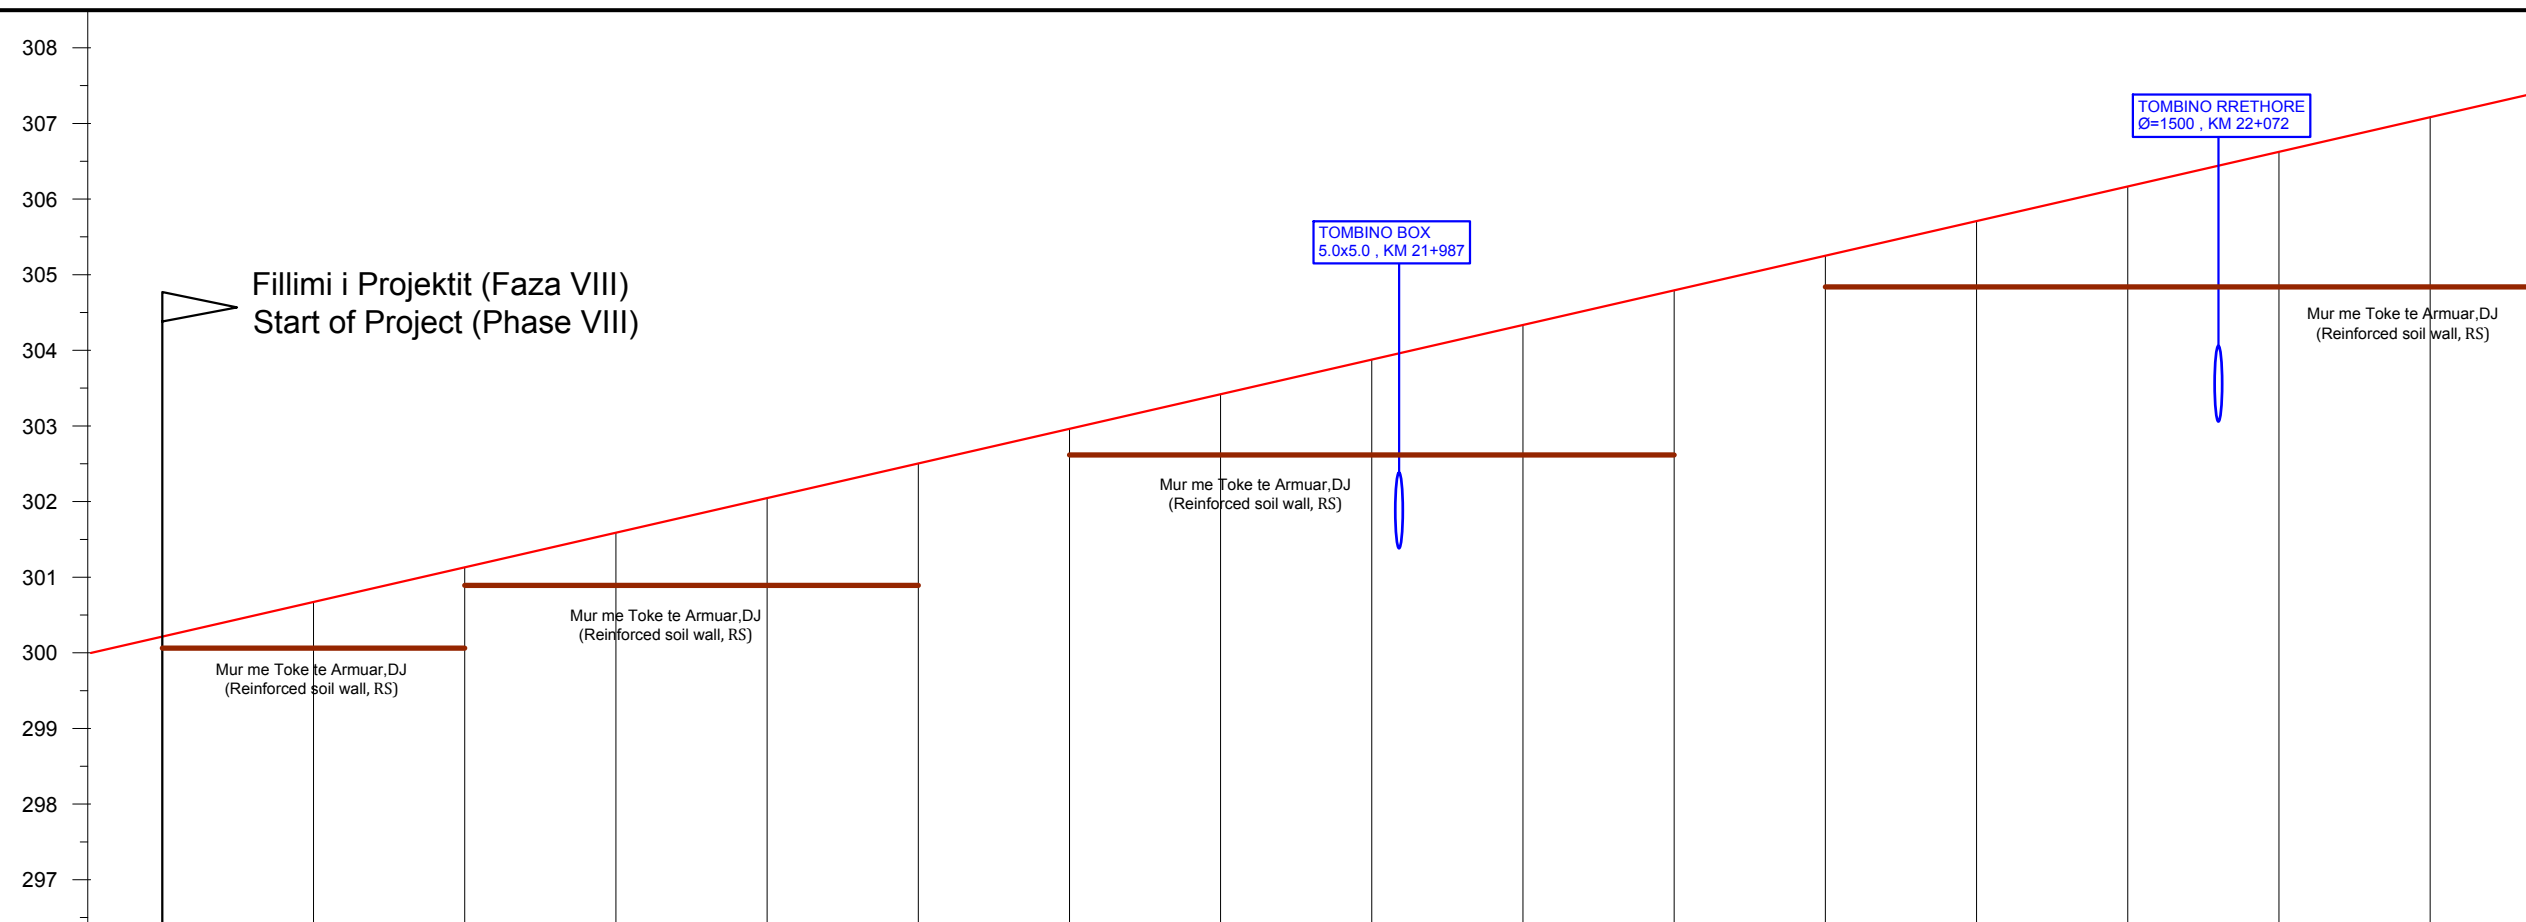 308
307
306
305
304
303
302
301
300
299
298
297
Fillimi i Projektit (Faza VIII)
Start of Project (Phase VIII)
TOMBINO BOX
5.0x5.0 , KM 21+987
TOMBINO RRETHORE
Ø=1500 , KM 22+072
Mur me Toke te Armuar,DJ
(Reinforced soil wall, RS)
Mur me Toke te Armuar,DJ
(Reinforced soil wall, RS)
Mur me Toke te Armuar,DJ
(Reinforced soil wall, RS)
Mur me Toke te Armuar,DJ
(Reinforced soil wall, RS)